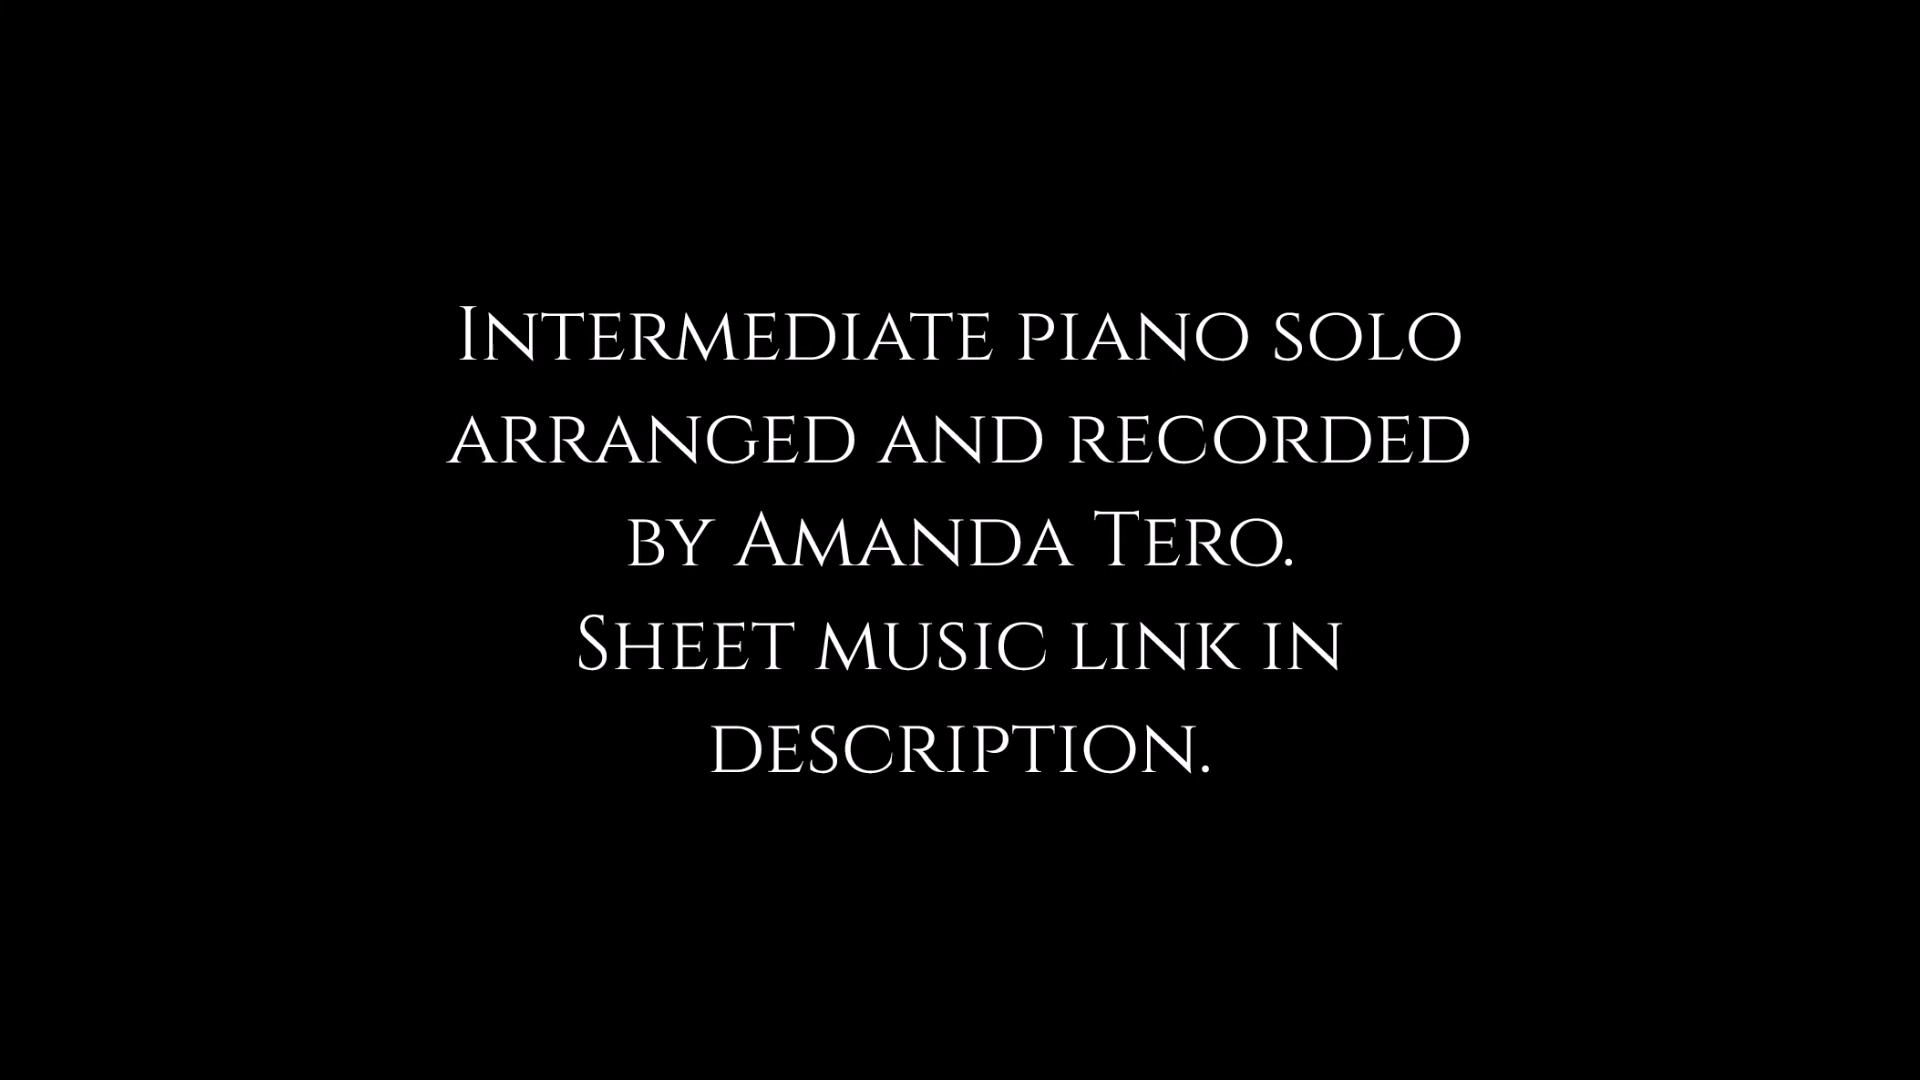 Intermediate piano solo
arranged and recorded
by Amanda Tero.
Sheet music link in
description.